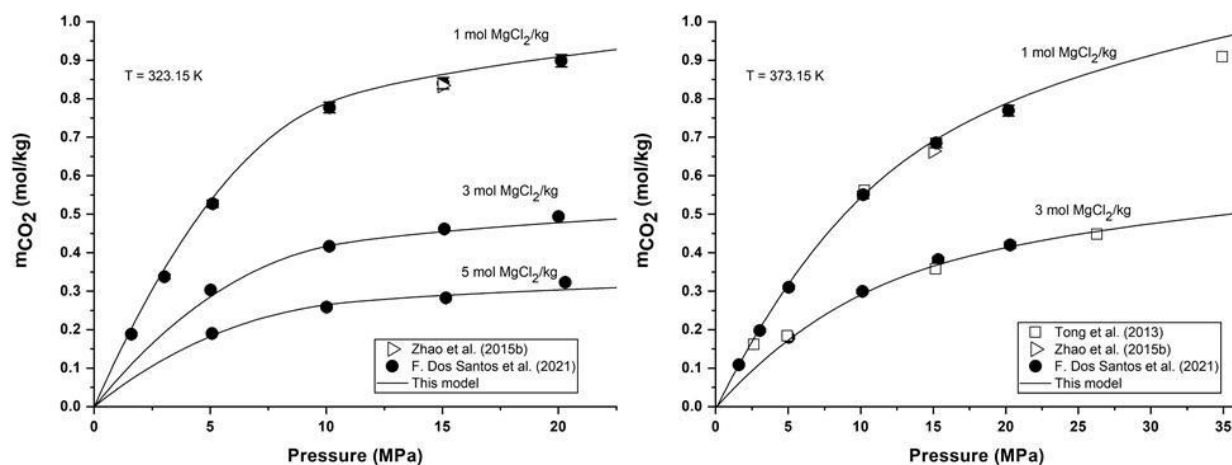 1.0
0.9
0.8
0.7
0.6
0.5
0.4
0.3
0.2
0.1
0.0
mCO2 (mol/kg)
T = 323.15 K
1 mol MgCl2/kg
3 mol MgCl2/kg
5 mol MgCl2/kg
Zhao et al. (2015b)
F. Dos Santos et al. (2021)
This model
0 5 10 15 20
Pressure (MPa)
1.0
0.9
0.8
0.7
0.6
0.5
0.4
0.3
0.2
0.1
0.0
mCO2 (mol/kg)
T = 373.15 K
1 mol MgCl2/kg
3 mol MgCl2/kg
Tong et al. (2013)
Zhao et al. (2015b)
F. Dos Santos et al. (2021)
This model
0 5 10 15 20 25 30 35
Pressure (MPa)